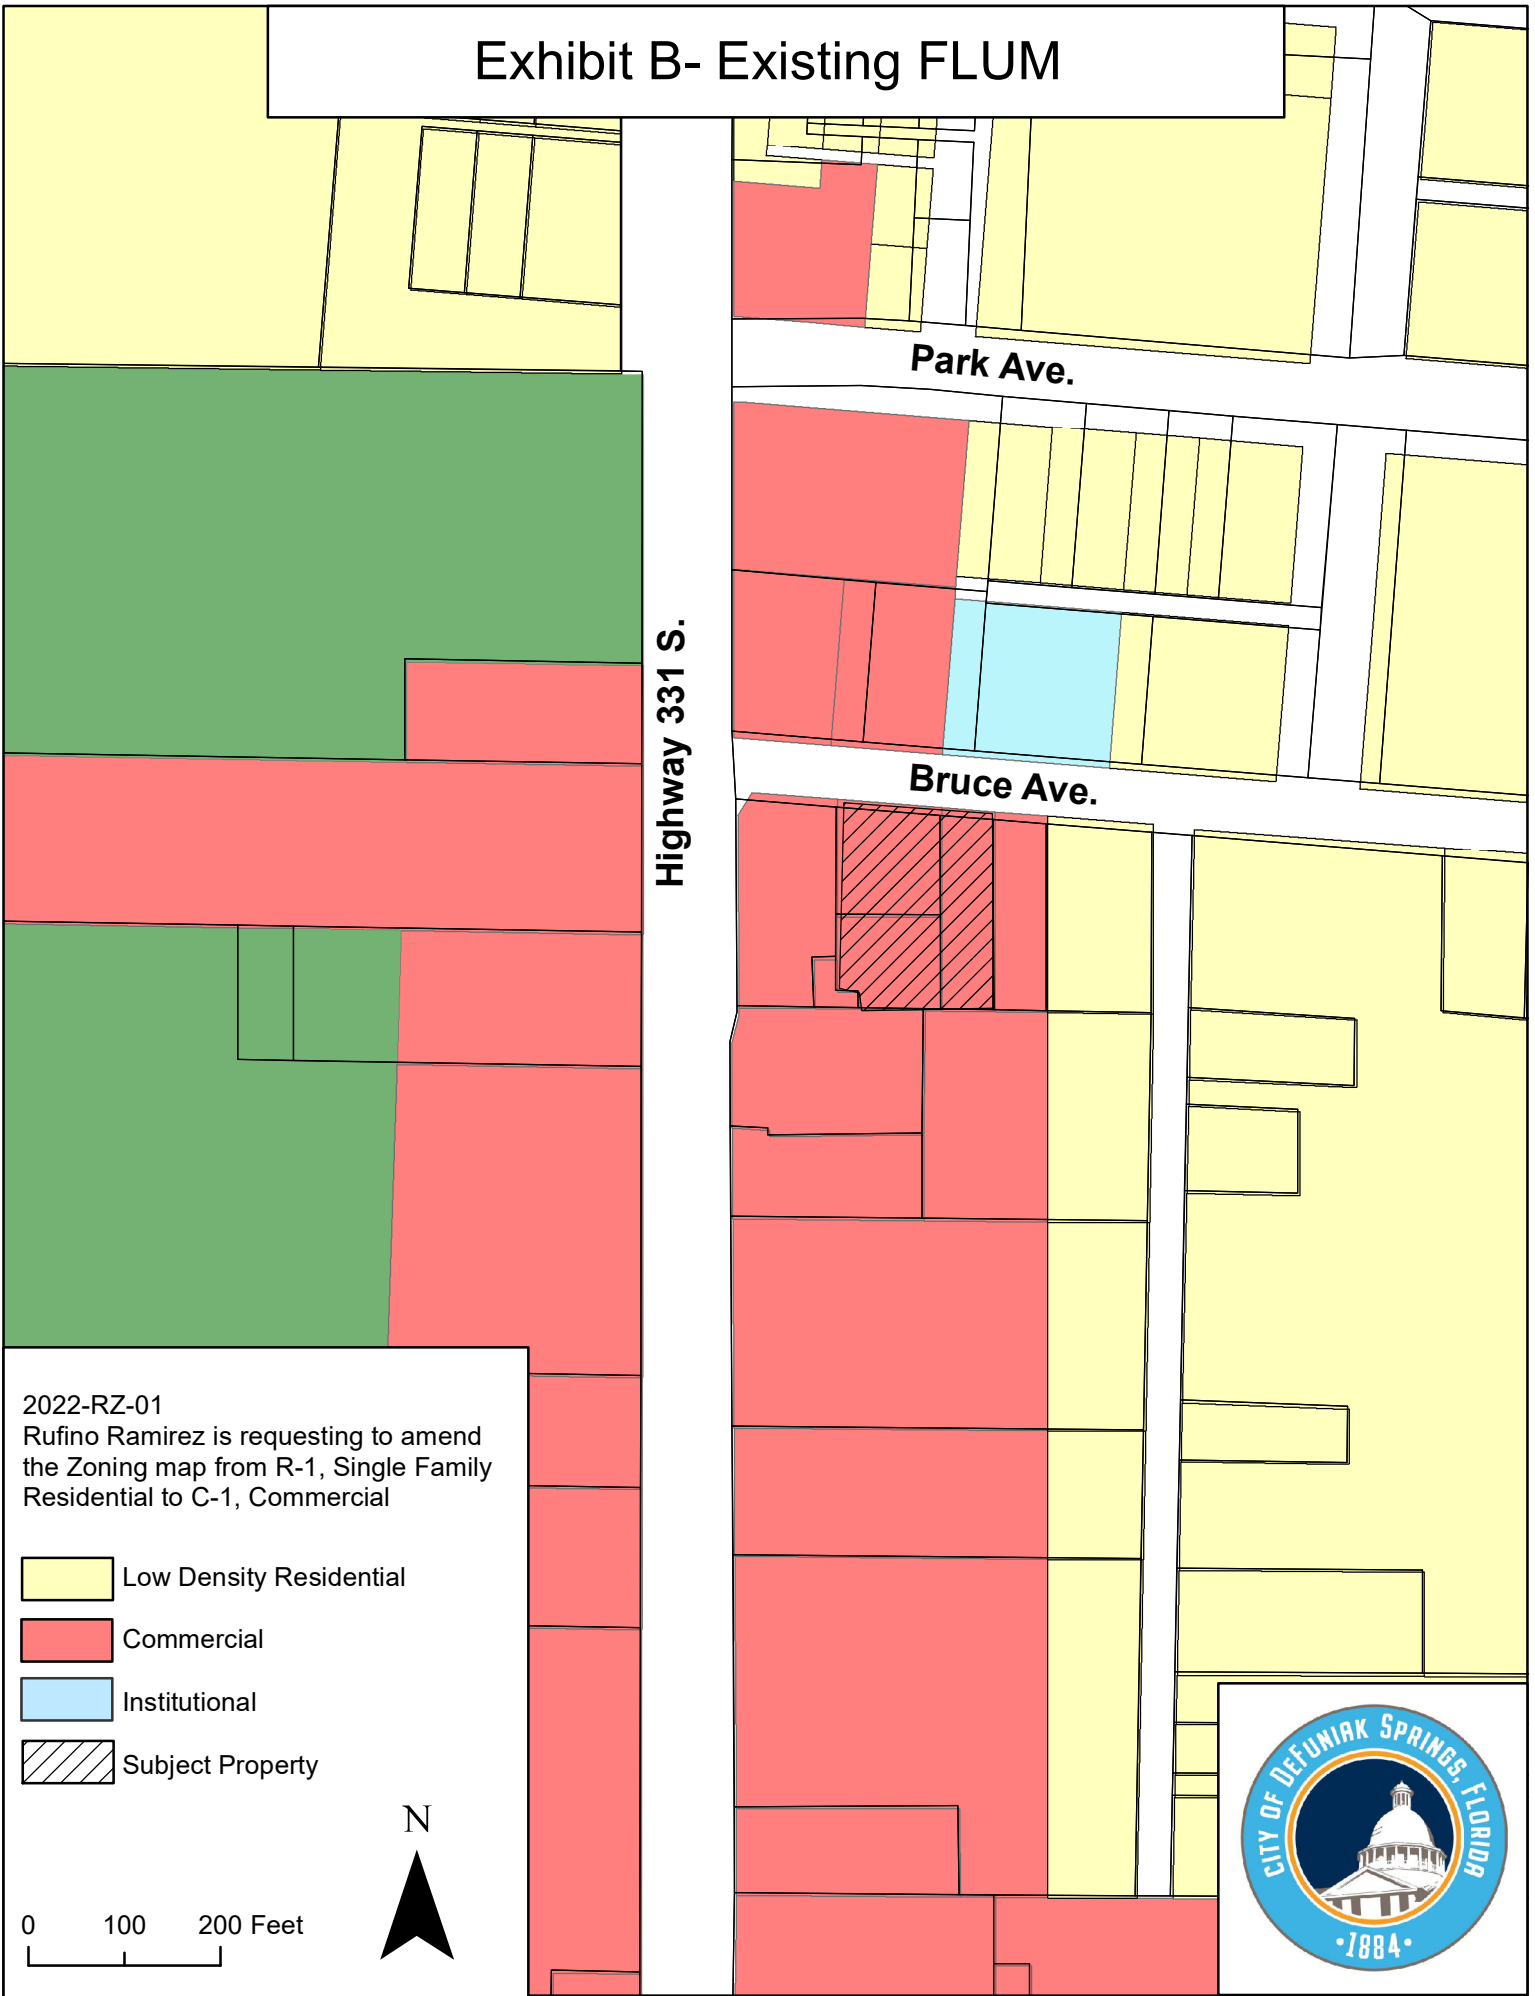 Exhibit B- Existing FLUM
Park Ave.
Highway 331 S.
Bruce Ave.
2022-RZ-01
Rufino Ramirez is requesting to amend
the Zoning map from R-1, Single Family
Residential to C-1, Commercial
Low Density Residential
Commercial
Institutional
Subject Property
N
0 100 200 Feet
CITY OF DEFUNIAK SPRINGS, FLORIDA
•1884•